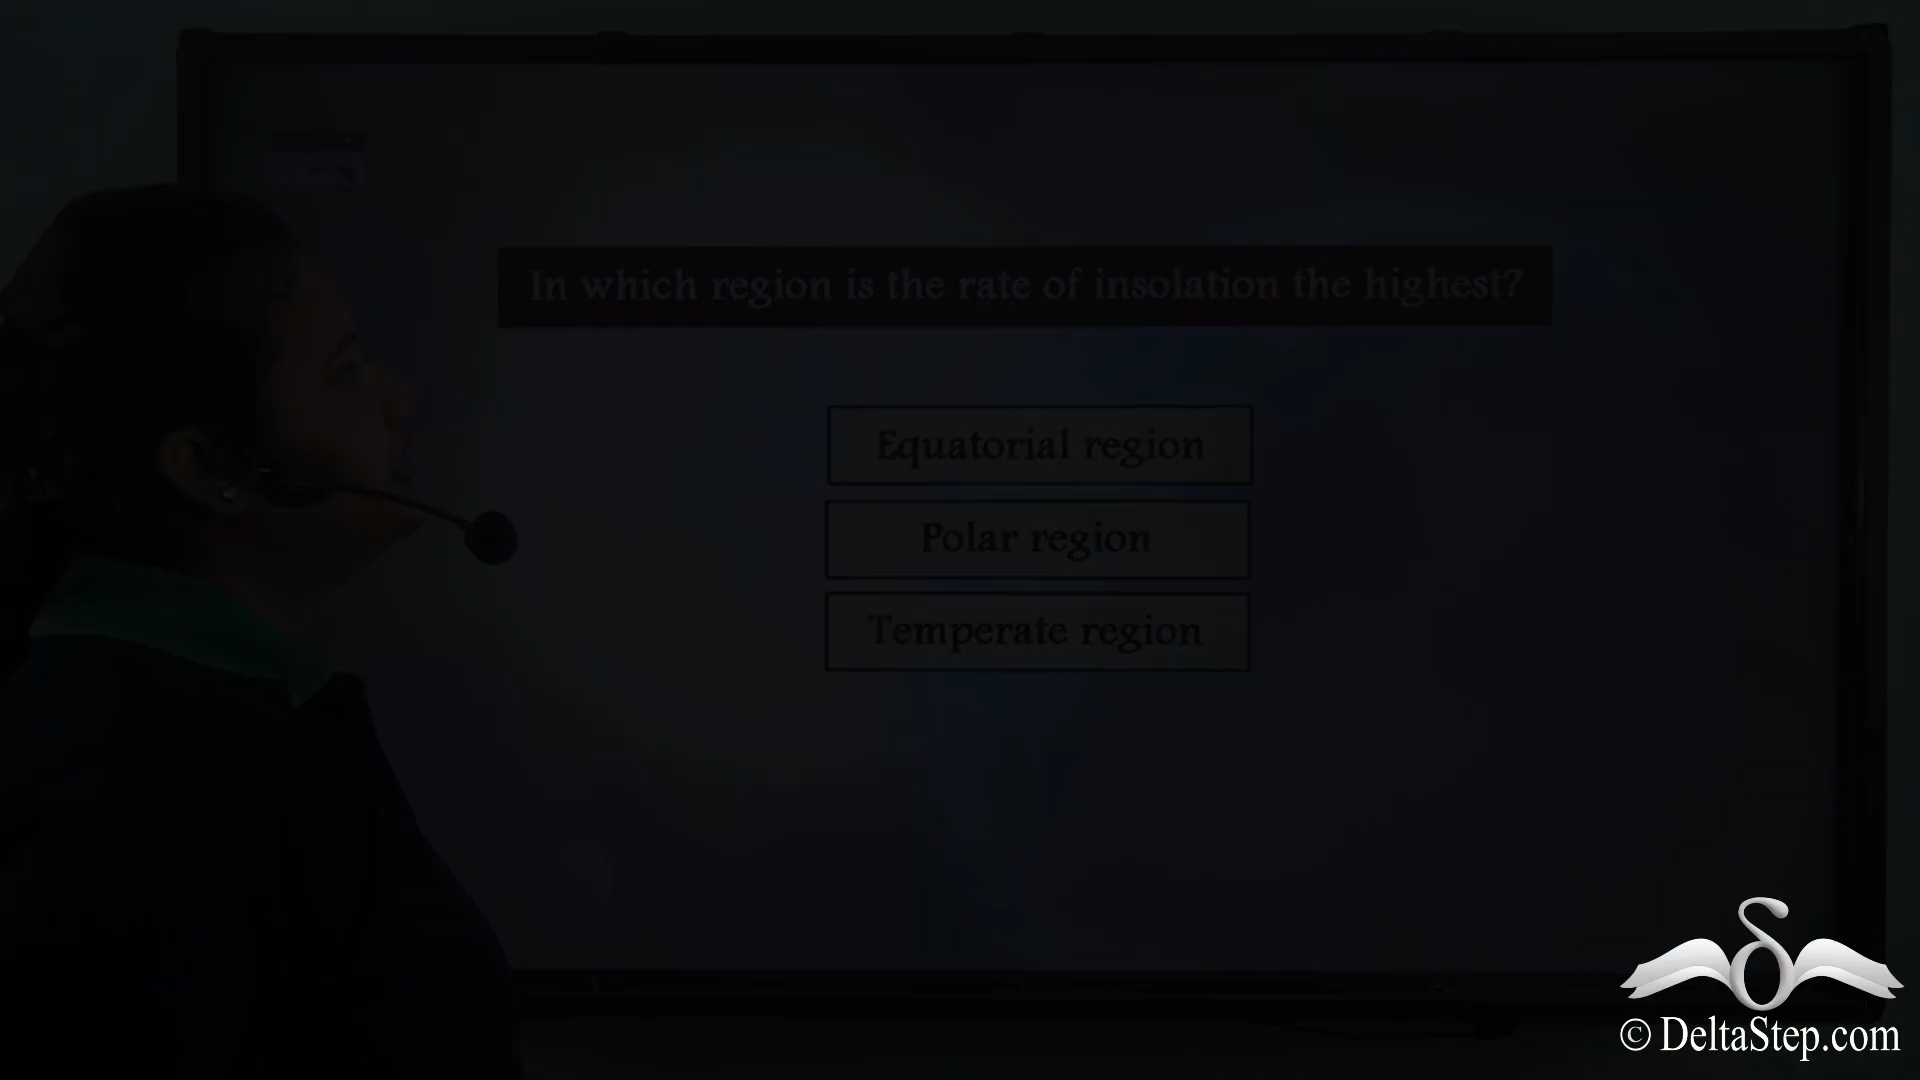 In which region is the rate of insolation the highest?
Equatorial region
Polar region
Temperate region
© DeltaStep.com